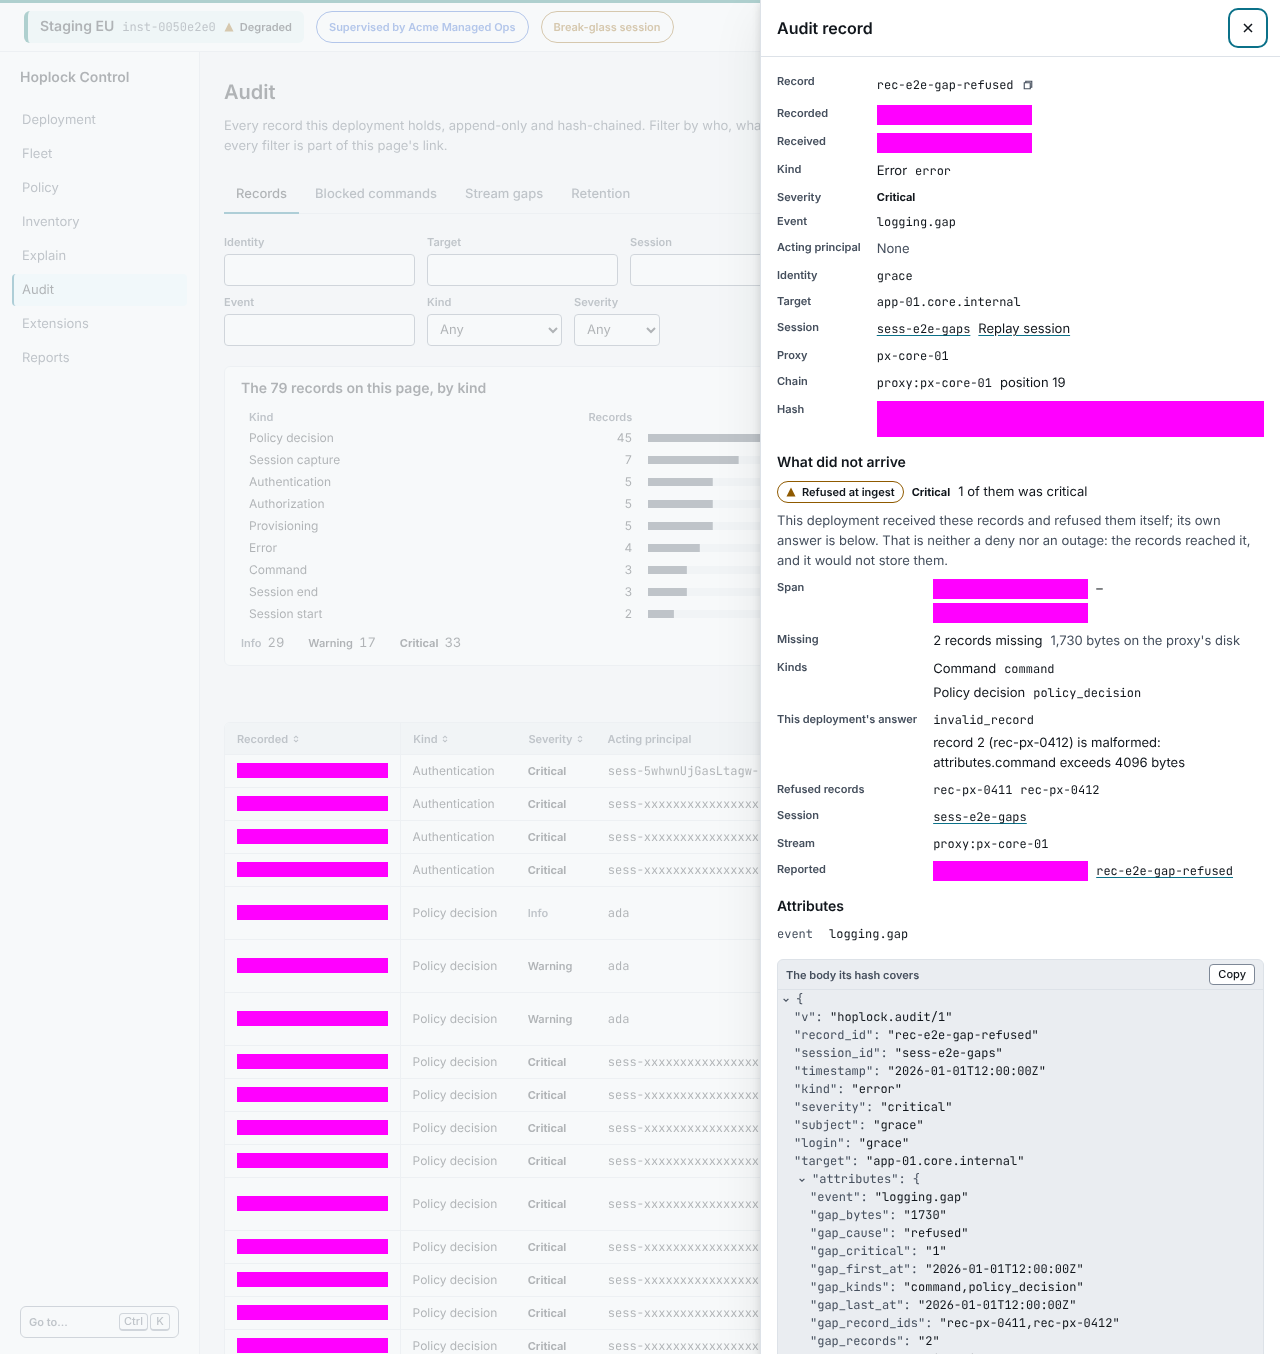 Staging EU inst-0050e2e0 Degraded
Supervised by Acme Managed Ops
Break-glass session
Hoplock Control
Deployment
Fleet
Policy
Inventory
Explain
Audit
Extensions
Reports
Go to...
Ctrl K
Audit
Every record this deployment holds, append-only and hash-chained. Filter by who,
every filter is part of this page's link.
Records Blocked commands Stream gaps Retention
Identity Target Session
Event Kind Severity
Any Any
The 79 records on this page, by kind
Kind Records
Policy decision 45
Session capture 7
Authentication 5
Authorization 5
Provisioning 5
Error 4
Command 3
Session end 3
Session start 2
Info 29 Warning 17 Critical 33
Recorded Kind Severity Acting principal
Authentication Critical sess-5whwnUjGasLtagw-
Authentication Critical sess-xxxxxxxxxxxxxxxx
Authentication Critical sess-xxxxxxxxxxxxxxxx
Authentication Critical sess-xxxxxxxxxxxxxxxx
Policy decision Info ada
Policy decision Warning ada
Policy decision Warning ada
Policy decision Critical sess-xxxxxxxxxxxxxxxx
Policy decision Critical sess-xxxxxxxxxxxxxxxx
Policy decision Critical sess-xxxxxxxxxxxxxxxx
Policy decision Critical sess-xxxxxxxxxxxxxxxx
Policy decision Critical sess-xxxxxxxxxxxxxxxx
Policy decision Critical sess-xxxxxxxxxxxxxxxx
Policy decision Critical sess-xxxxxxxxxxxxxxxx
Policy decision Critical sess-xxxxxxxxxxxxxxxx
Policy decision Critical sess-xxxxxxxxxxxxxxxx
Audit record
Record rec-e2e-gap-refused
Recorded
Received
Kind Error error
Severity Critical
Event logging.gap
Acting principal None
Identity grace
Target app-01.core.internal
Session sess-e2e-gaps Replay session
Proxy px-core-01
Chain proxy:px-core-01 position 19
Hash
What did not arrive
Refused at ingest Critical 1 of them was critical
This deployment received these records and refused them itself; its own
answer is below. That is neither a deny nor an outage: the records reached it,
and it would not store them.
Span –
Missing 2 records missing 1,730 bytes on the proxy's disk
Kinds Command command
Policy decision policy_decision
This deployment's answer invalid_record
record 2 (rec-px-0412) is malformed:
attributes.command exceeds 4096 bytes
Refused records rec-px-0411 rec-px-0412
Session sess-e2e-gaps
Stream proxy:px-core-01
Reported rec-e2e-gap-refused
Attributes
event logging.gap
The body its hash covers Copy
{
"v": "hoplock.audit/1"
"record_id": "rec-e2e-gap-refused"
"session_id": "sess-e2e-gaps"
"timestamp": "2026-01-01T12:00:00Z"
"kind": "error"
"severity": "critical"
"subject": "grace"
"login": "grace"
"target": "app-01.core.internal"
"attributes": {
"event": "logging.gap"
"gap_bytes": "1730"
"gap_cause": "refused"
"gap_critical": "1"
"gap_first_at": "2026-01-01T12:00:00Z"
"gap_kinds": "command,policy_decision"
"gap_last_at": "2026-01-01T12:00:00Z"
"gap_record_ids": "rec-px-0411,rec-px-0412"
"gap_records": "2"